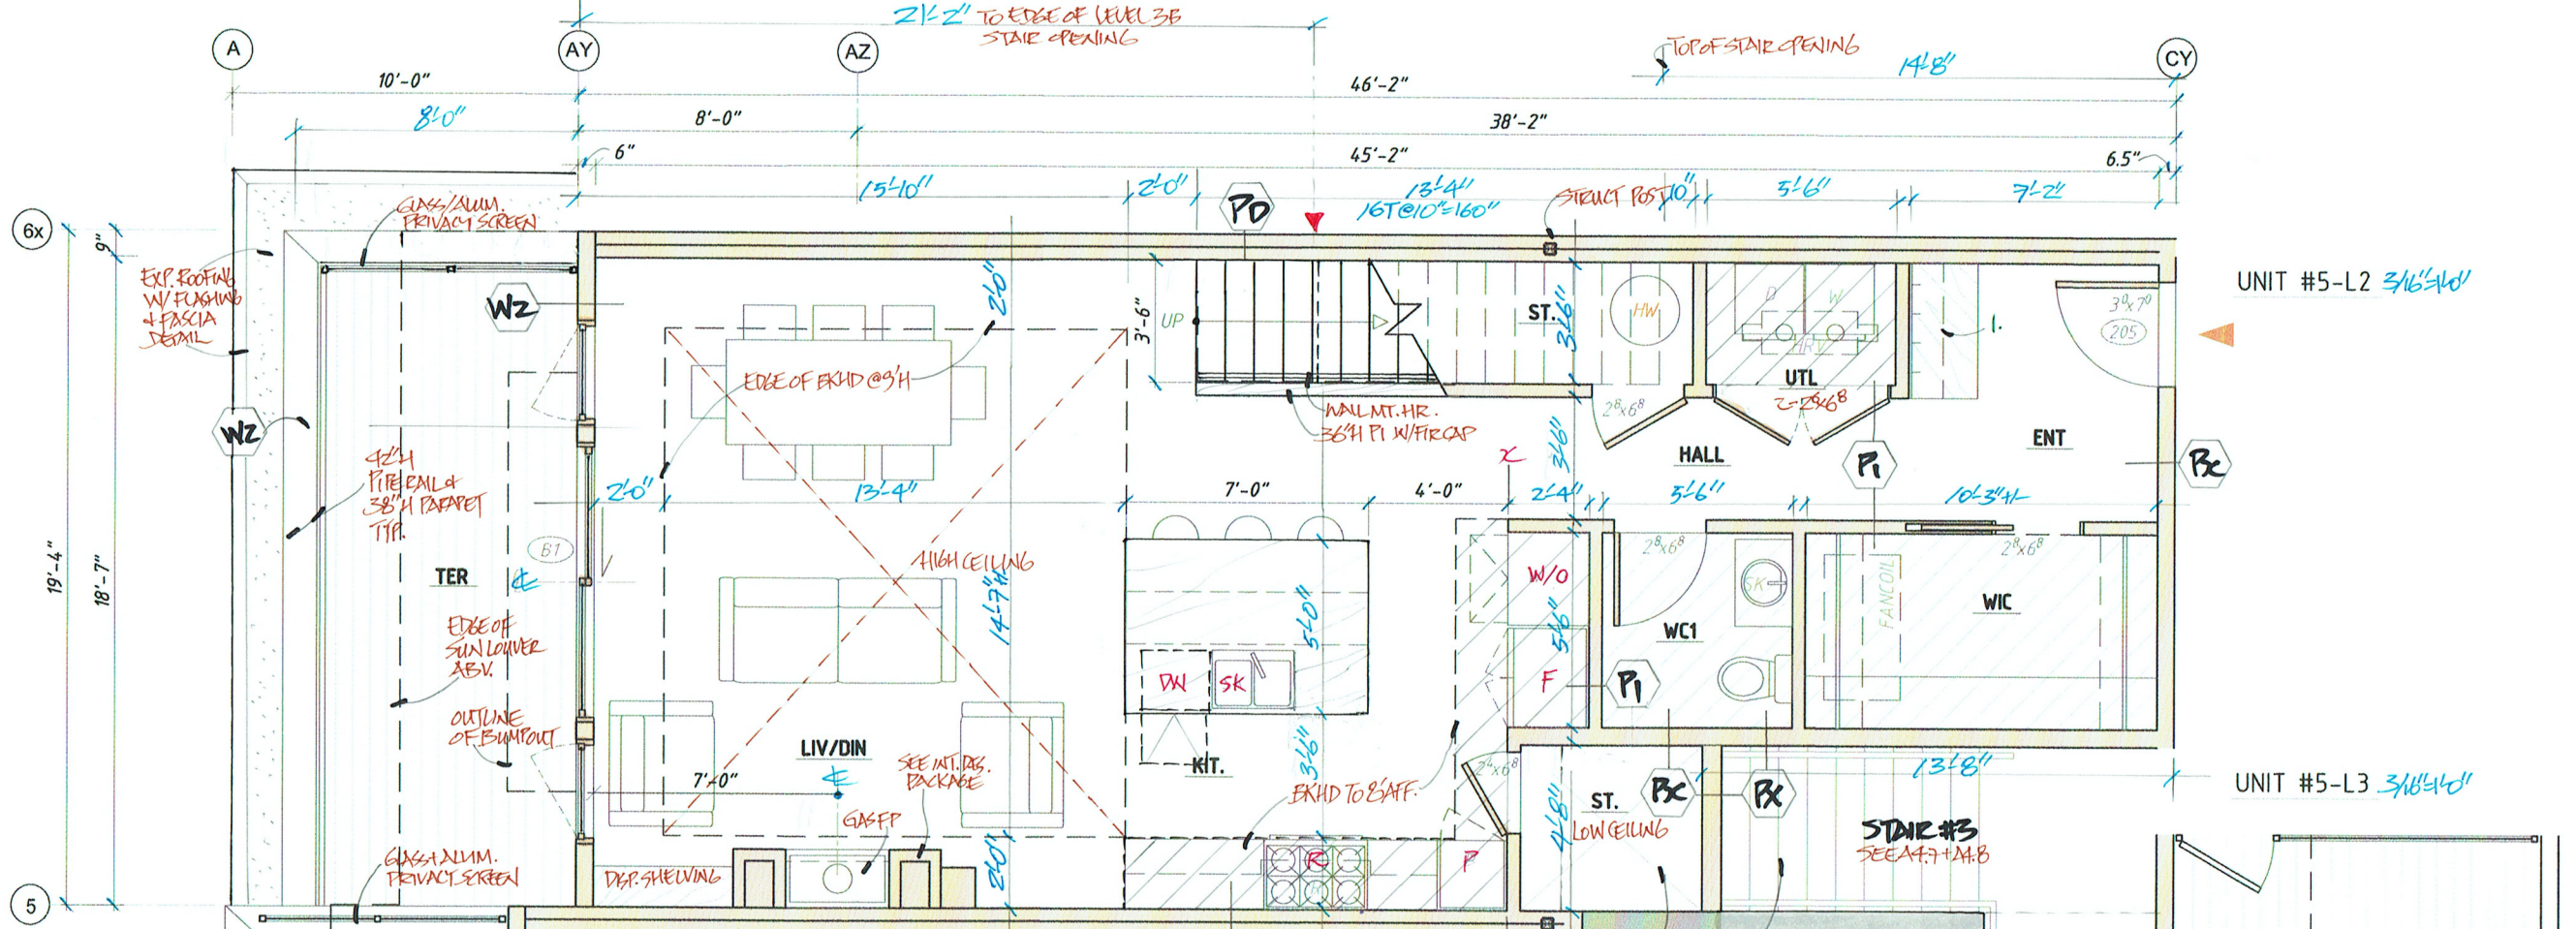 21'-2" TO EDGE OF LEVEL 3B
STAIR OPENING
A
AY
AZ
TOP OF STAIR OPENING
CY
10'-0"
46'-2"
14'-8"
8'-0"
8'-0"
38'-2"
6"
45'-2"
6.5"
15'-10"
2'-0"
PD
13'-4"
16T@10"=160"
STRUCT POST
10"
5'-6"
7'-2"
6x
9"
GLASS/ALUM.
PRIVACY SCREEN
EXP. ROOFING
W/ FLASHING
& FASCIA
DETAIL
W2
2'-0"
3'-6"
UP
ST.
3'-6"
HW
D
W
HRV
UTL
2-2⁸x6⁸
1.
3⁰x7⁰
205
UNIT #5-L2 3/16"=1'-0"
EDGE OF BKHD @ 9'H
W2
WALL MT. HR.
36"H P1 W/ FIR CAP
2⁸x6⁸
HALL
P1
ENT
Bc
42"H
PIPE RAIL &
38"H PARAPET
TYP.
2'-0"
13'-4"
7'-0"
4'-0"
x
3'-6"
2'-4"
5'-6"
10'-3"+/-
19'-4"
18'-7"
TER
B1
HIGH CEILING
14'-7"
5'-0"
W/O
5'-6"
2⁸x6⁸
SK
WC1
2⁸x6⁸
FANCOIL
WIC
EDGE OF
SUN LOUVER
ABV.
DW
SK
F
P1
OUTLINE
OF BUMPOUT
LIV/DIN
7'-0"
SEE INT. DES.
PACKAGE
GAS FP
KIT.
3'-6"
BKHD TO 8' AFF.
2⁴x6⁸
ST.
LOW CEILING
4'-8"
Bc
Bx
13'-8"
STAIR #3
SEE A4.7 + A4.8
UNIT #5-L3 3/16"=1'-0"
GLASS + ALUM.
PRIVACY SCREEN
DISP. SHELVING
2'-0"
R
P
5